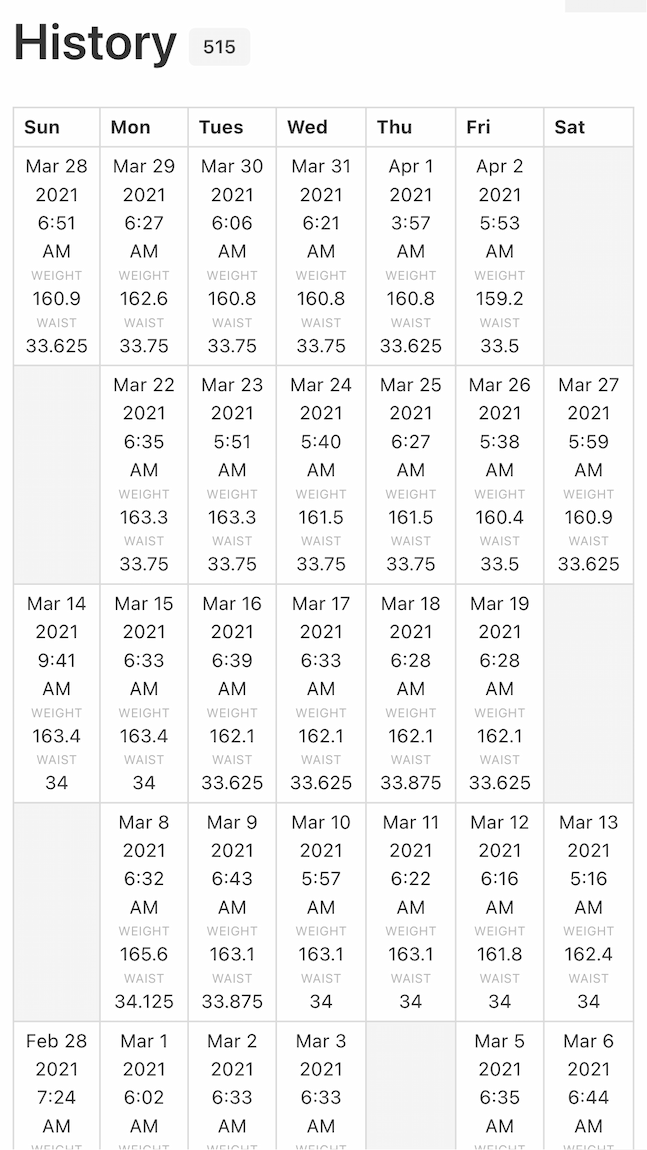 History 515
Sun Mon Tues Wed Thu Fri Sat
Mar 28 Mar 29 Mar 30 Mar 31 Apr 1 Apr 2
2021 2021 2021 2021 2021 2021
6:51 6:27 6:06 6:21 3:57 5:53
AM AM AM AM AM AM
WEIGHT WEIGHT WEIGHT WEIGHT WEIGHT WEIGHT
160.9 162.6 160.8 160.8 160.8 159.2
WAIST WAIST WAIST WAIST WAIST WAIST
33.625 33.75 33.75 33.75 33.625 33.5
Mar 22 Mar 23 Mar 24 Mar 25 Mar 26 Mar 27
2021 2021 2021 2021 2021 2021
6:35 5:51 5:40 6:27 5:38 5:59
AM AM AM AM AM AM
WEIGHT WEIGHT WEIGHT WEIGHT WEIGHT WEIGHT
163.3 163.3 161.5 161.5 160.4 160.9
WAIST WAIST WAIST WAIST WAIST WAIST
33.75 33.75 33.75 33.75 33.5 33.625
Mar 14 Mar 15 Mar 16 Mar 17 Mar 18 Mar 19
2021 2021 2021 2021 2021 2021
9:41 6:33 6:39 6:33 6:28 6:28
AM AM AM AM AM AM
WEIGHT WEIGHT WEIGHT WEIGHT WEIGHT WEIGHT
163.4 163.4 162.1 162.1 162.1 162.1
WAIST WAIST WAIST WAIST WAIST WAIST
34 34 33.625 33.625 33.875 33.625
Mar 8 Mar 9 Mar 10 Mar 11 Mar 12 Mar 13
2021 2021 2021 2021 2021 2021
6:32 6:43 5:57 6:22 6:16 5:16
AM AM AM AM AM AM
WEIGHT WEIGHT WEIGHT WEIGHT WEIGHT WEIGHT
165.6 163.1 163.1 163.1 161.8 162.4
WAIST WAIST WAIST WAIST WAIST WAIST
34.125 33.875 34 34 34 34
Feb 28 Mar 1 Mar 2 Mar 3 Mar 5 Mar 6
2021 2021 2021 2021 2021 2021
7:24 6:02 6:33 6:33 6:35 6:44
AM AM AM AM AM AM
WEIGHT WEIGHT WEIGHT WEIGHT WEIGHT WEIGHT